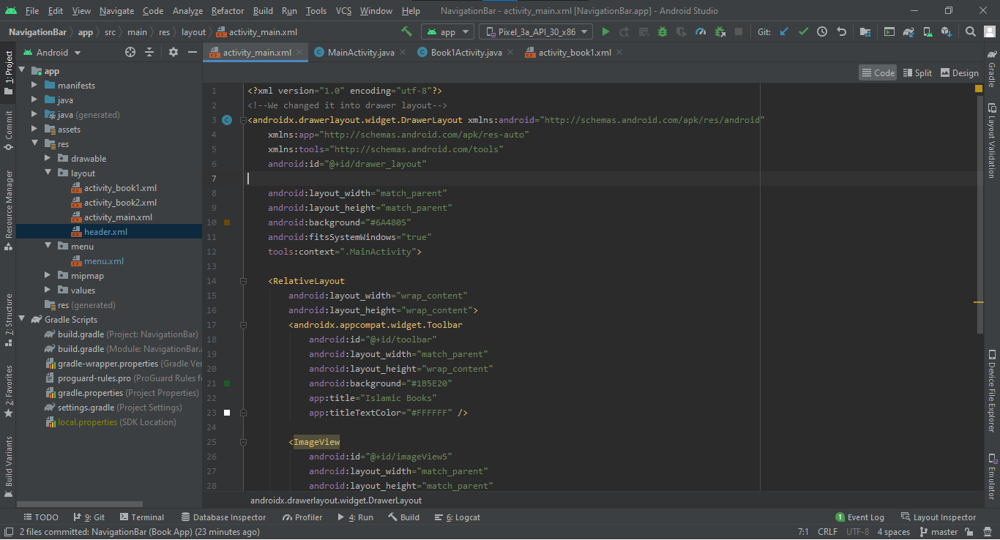 File Edit View Navigate Code Analyze Refactor Build Run Tools VCS Window Help NavigationBar - activity_main.xml [NavigationBar.app] - Android Studio
NavigationBar app src main res layout activity_main.xml app Pixel_3a_API_30_x86 Git:
Android activity_main.xml MainActivity.java Book1Activity.java activity_book1.xml
Code Split Design
1: Project
Commit
Resource Manager
7: Structure
2: Favorites
Build Variants
app
manifests
java
java (generated)
assets
res
drawable
layout
activity_book1.xml
activity_book2.xml
activity_main.xml
header.xml
menu
menu.xml
mipmap
values
res (generated)
Gradle Scripts
build.gradle (Project: NavigationBar)
build.gradle (Module: NavigationBar.a
gradle-wrapper.properties (Gradle Ver
proguard-rules.pro (ProGuard Rules fo
gradle.properties (Project Properties)
settings.gradle (Project Settings)
local.properties (SDK Location)
1 <?xml version="1.0" encoding="utf-8"?>
2 <!--We changed it into drawer layout-->
3 <androidx.drawerlayout.widget.DrawerLayout xmlns:android="http://schemas.android.com/apk/res/android"
4 xmlns:app="http://schemas.android.com/apk/res-auto"
5 xmlns:tools="http://schemas.android.com/tools"
6 android:id="@+id/drawer_layout"
7
8 android:layout_width="match_parent"
9 android:layout_height="match_parent"
10 android:background="#6A4805"
11 android:fitsSystemWindows="true"
12 tools:context=".MainActivity">
13
14 <RelativeLayout
15 android:layout_width="wrap_content"
16 android:layout_height="wrap_content">
17 <androidx.appcompat.widget.Toolbar
18 android:id="@+id/toolbar"
19 android:layout_width="match_parent"
20 android:layout_height="wrap_content"
21 android:background="#1B5E20"
22 app:title="Islamic Books"
23 app:titleTextColor="#FFFFFF" />
24
25 <ImageView
26 android:id="@+id/imageView5"
27 android:layout_width="match_parent"
28 android:layout_height="match_parent"
androidx.drawerlayout.widget.DrawerLayout
Gradle
Layout Validation
Device File Explorer
Emulator
TODO 9: Git Terminal Database Inspector Profiler 4: Run Build 6: Logcat 1 Event Log Layout Inspector
2 files committed: NavigationBar (Book App) (23 minutes ago) 7:1 CRLF UTF-8 4 spaces master